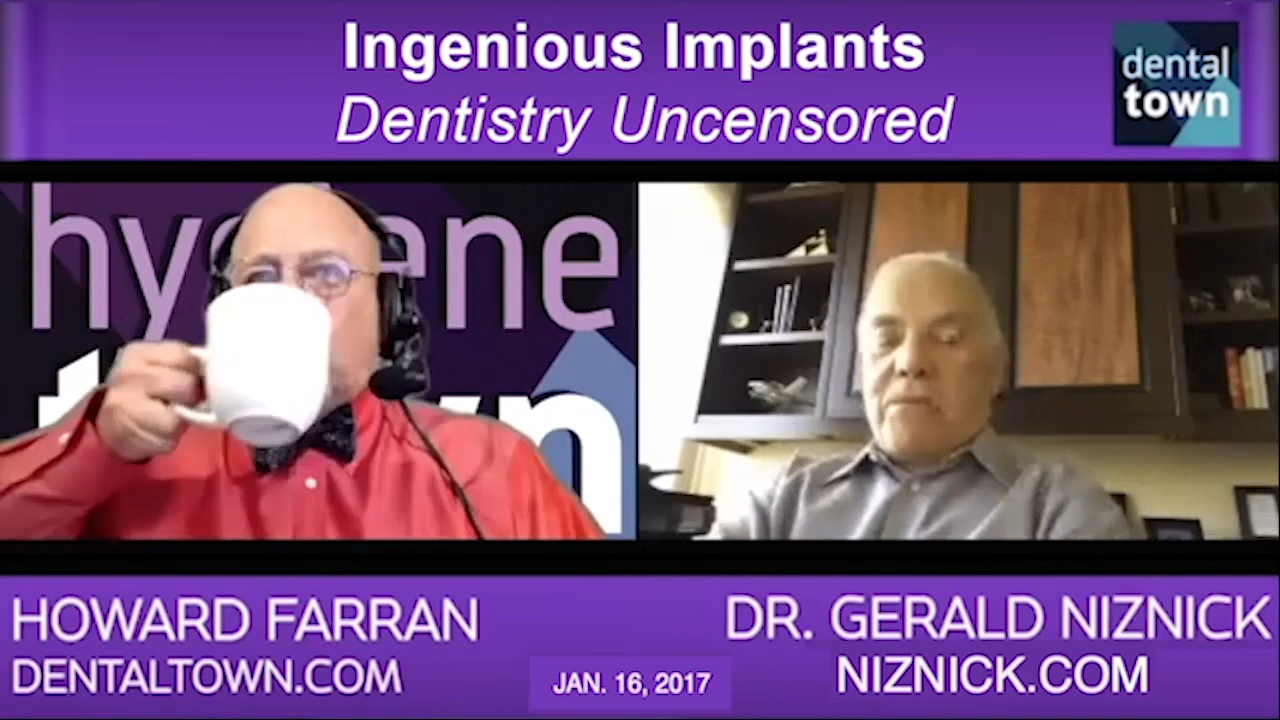 Ingenious Implants
Dentistry Uncensored
dental
town
HOWARD FARRAN
DENTALTOWN.COM
JAN. 16, 2017
DR. GERALD NIZNICK
NIZNICK.COM